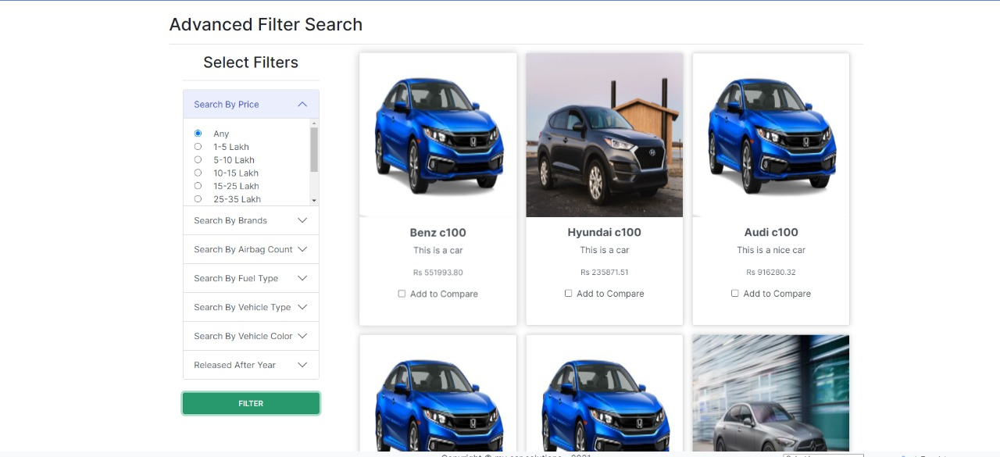 Advanced Filter Search
Select Filters
Search By Price
Any
1-5 Lakh
5-10 Lakh
10-15 Lakh
15-25 Lakh
25-35 Lakh
Search By Brands
Search By Airbag Count
Search By Fuel Type
Search By Vehicle Type
Search By Vehicle Color
Released After Year
FILTER
Benz c100
This is a car
Rs 551993.80
Add to Compare
Hyundai c100
This is a car
Rs 235871.51
Add to Compare
Audi c100
This is a nice car
Rs 916280.32
Add to Compare